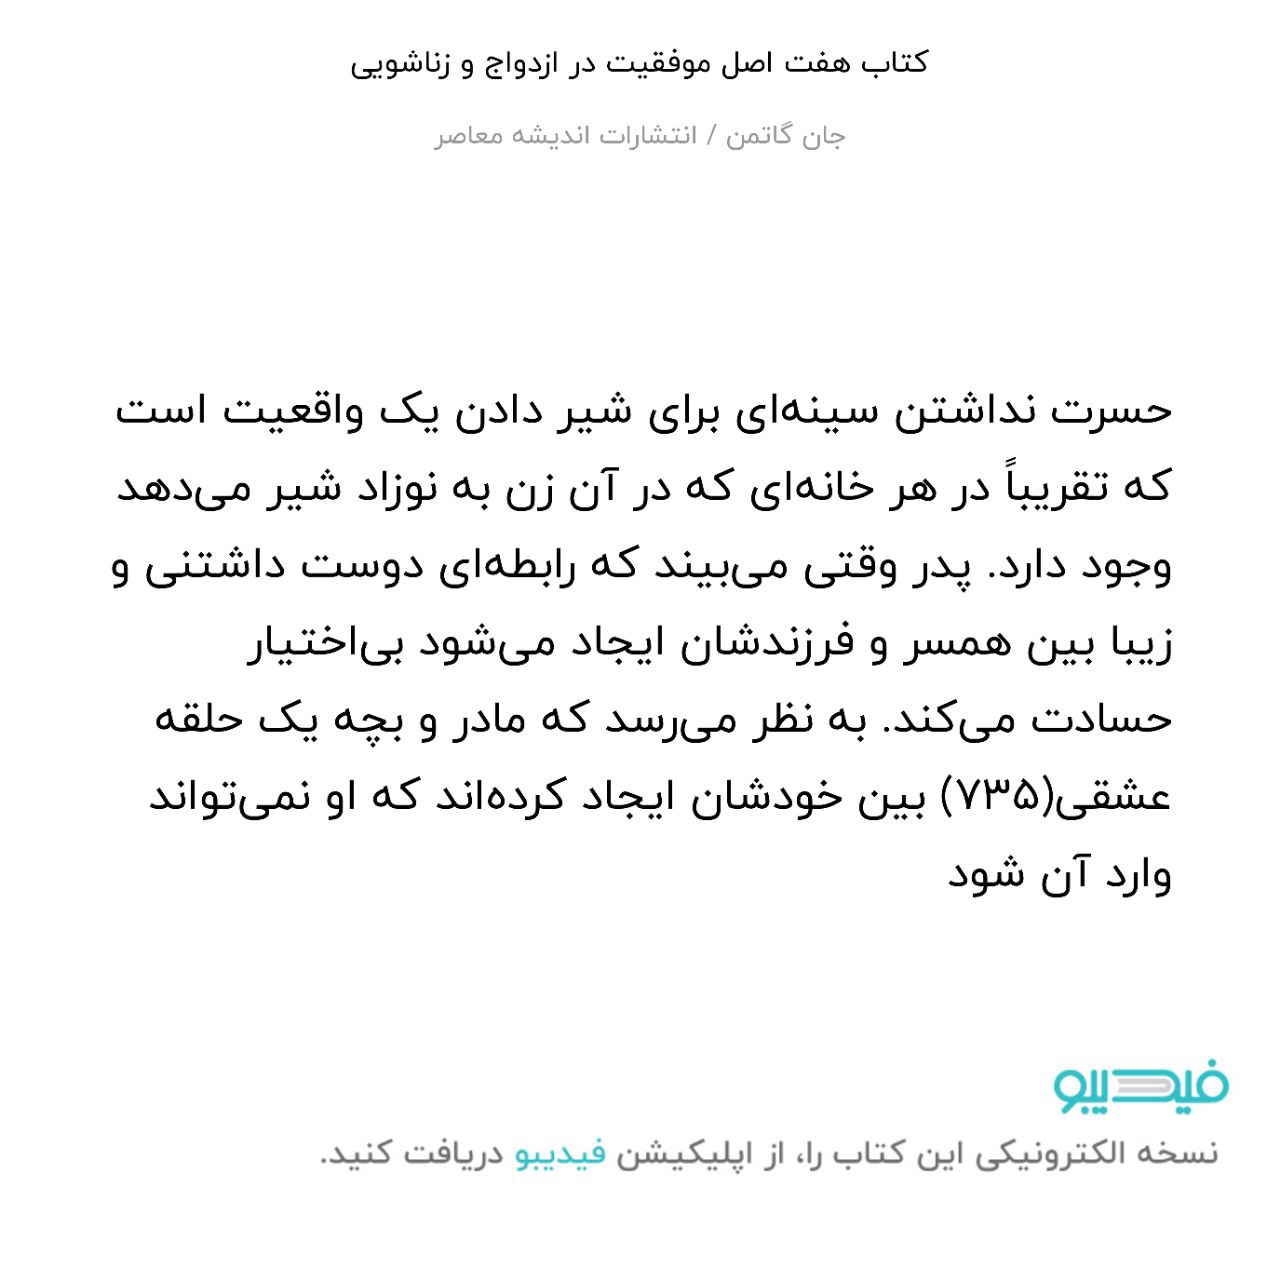 کتاب هفت اصل موفقیت در ازدواج و زناشویی
جان گاتمن / انتشارات اندیشه معاصر
حسرت نداشتن سینه‌ای برای شیر دادن یک واقعیت است
که تقریباً در هر خانه‌ای که در آن زن به نوزاد شیر می‌دهد
وجود دارد. پدر وقتی می‌بیند که رابطه‌ای دوست داشتنی و
زیبا بین همسر و فرزندشان ایجاد می‌شود بی‌اختیار
حسادت می‌کند. به نظر می‌رسد که مادر و بچه یک حلقه
عشقی(۷۳۵) بین خودشان ایجاد کرده‌اند که او نمی‌تواند
وارد آن شود
فیدیبو
نسخه الکترونیکی این کتاب را، از اپلیکیشن فیدیبو دریافت کنید.